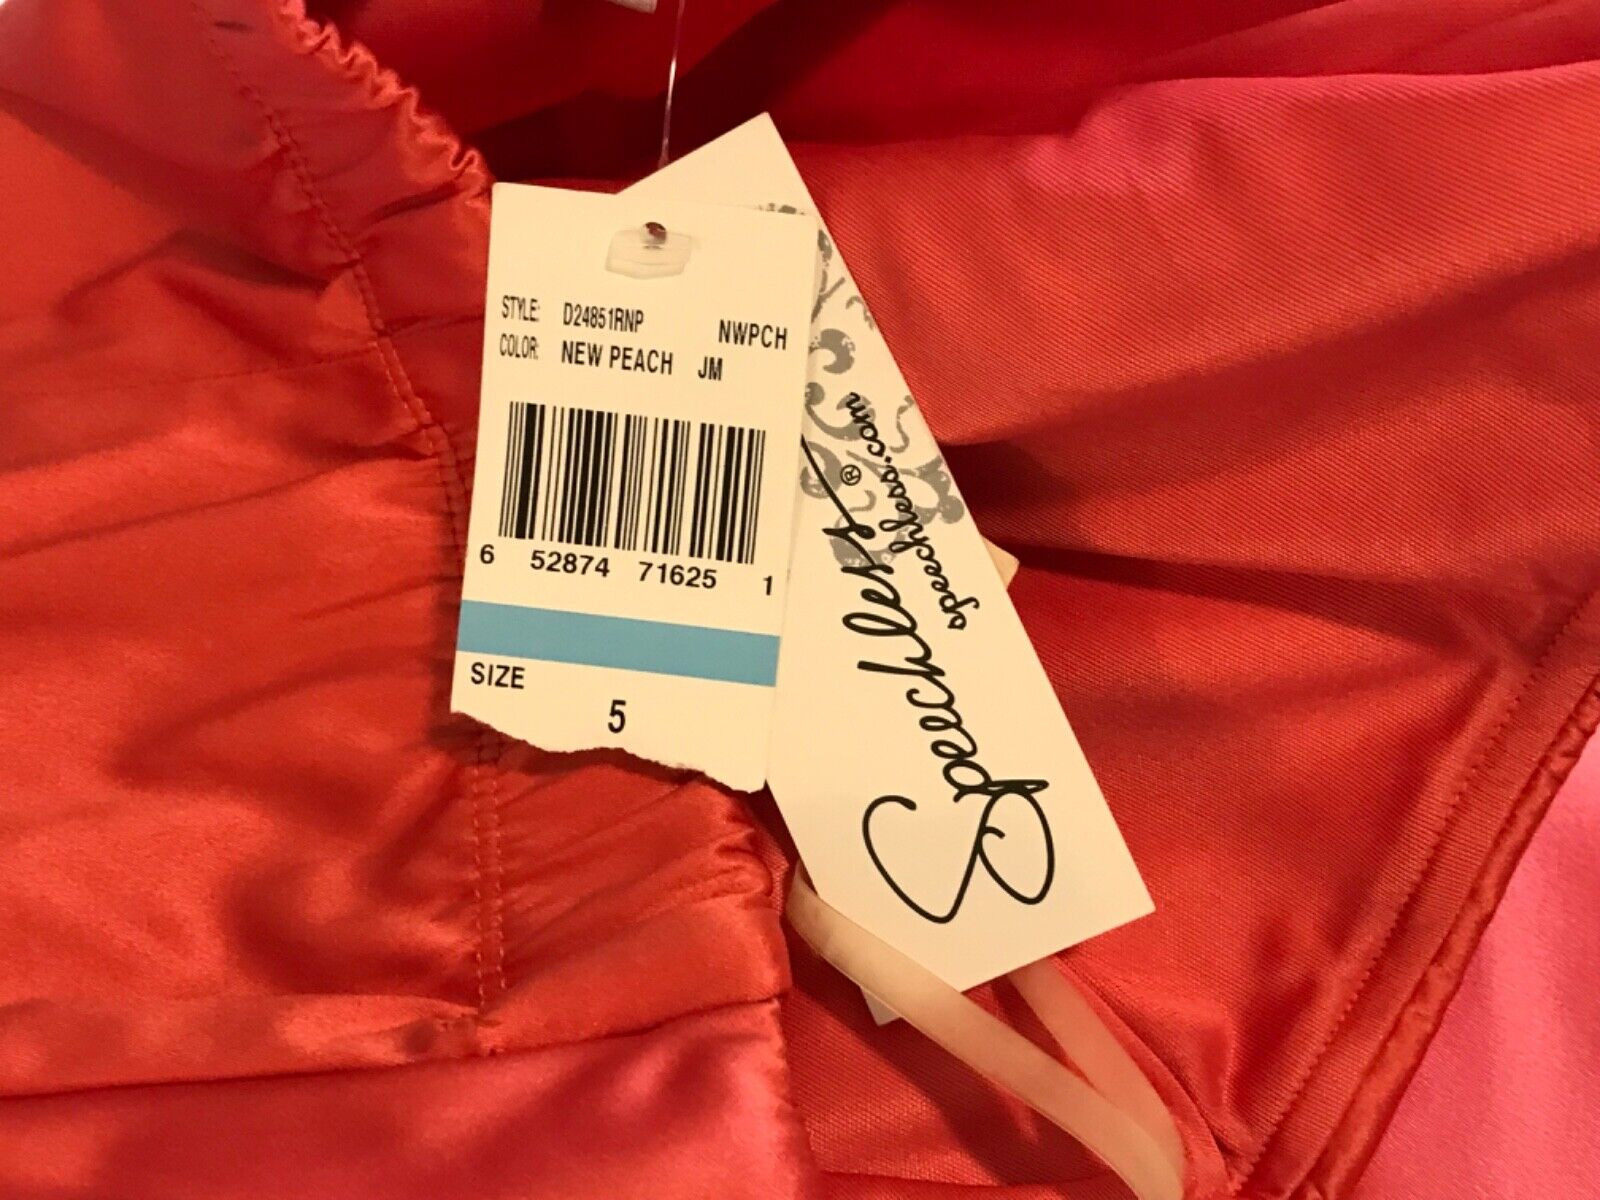 STYLE: D24851RNP NWPCH
COLOR: NEW PEACH JM
6 52874 71625 1
SIZE
5
Speechless®
speechless.com